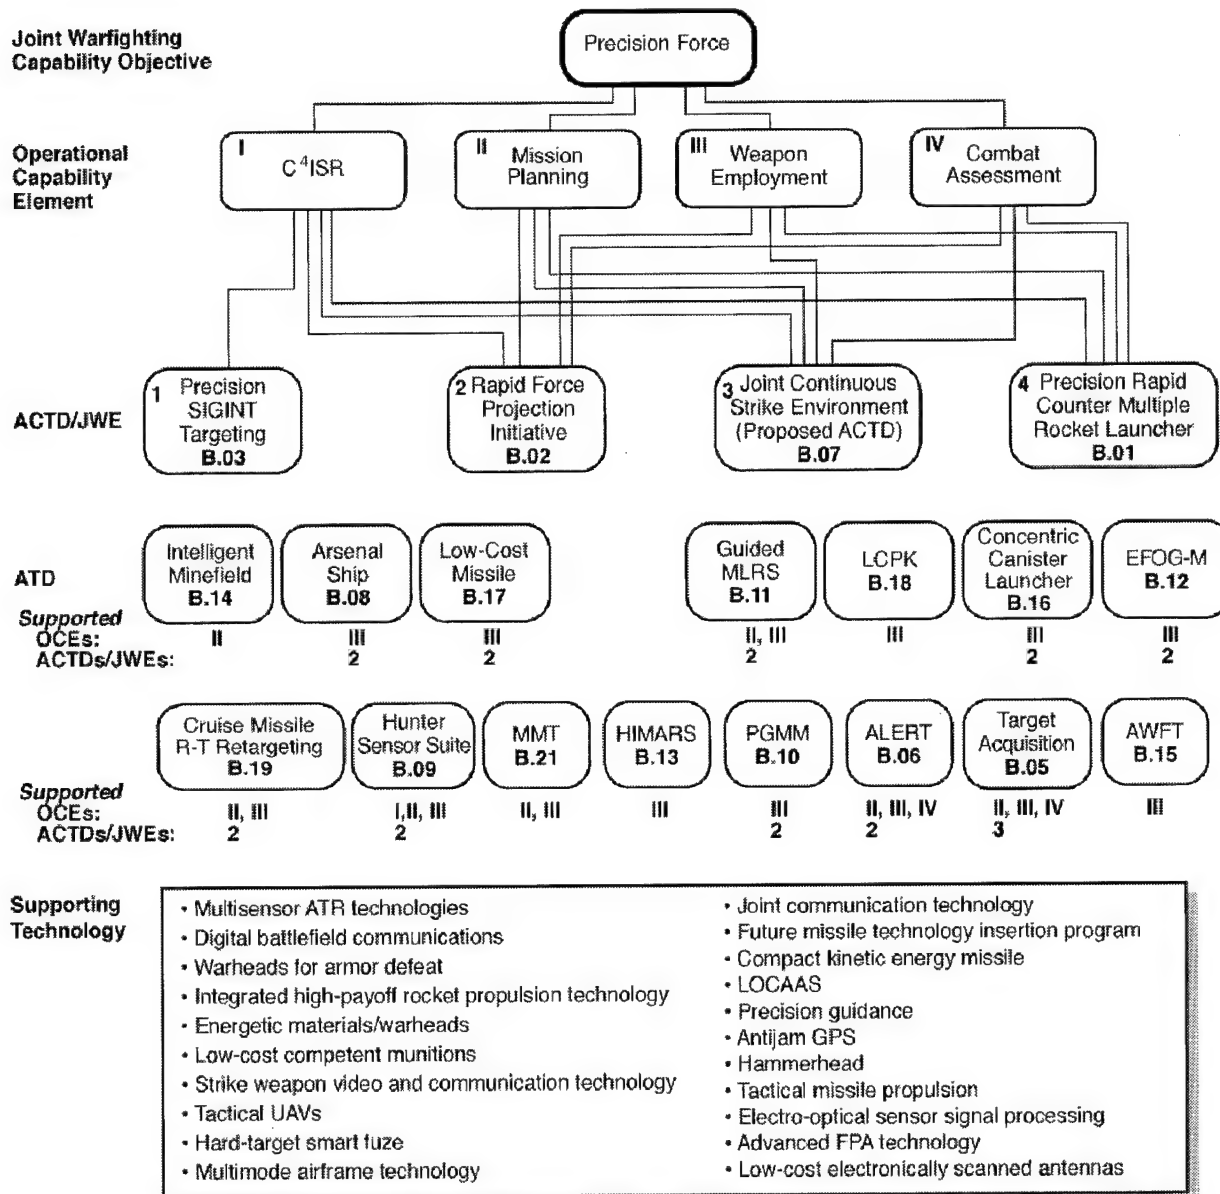 Joint Warfighting
Capability Objective
Precision Force
Operational
Capability
Element
I
C⁴ISR
II
Mission
Planning
III
Weapon
Employment
IV
Combat
Assessment
ACTD/JWE
1 Precision
SIGINT
Targeting
B.03
2 Rapid Force
Projection
Initiative
B.02
3 Joint Continuous
Strike Environment
(Proposed ACTD)
B.07
4 Precision Rapid
Counter Multiple
Rocket Launcher
B.01
ATD
Intelligent
Minefield
B.14
Arsenal
Ship
B.08
Low-Cost
Missile
B.17
Guided
MLRS
B.11
LCPK
B.18
Concentric
Canister
Launcher
B.16
EFOG-M
B.12
Supported
OCEs: II III III II, III III III III
ACTDs/JWEs: 2 2 2 2 2
Cruise Missile
R-T Retargeting
B.19
Hunter
Sensor Suite
B.09
MMT
B.21
HIMARS
B.13
PGMM
B.10
ALERT
B.06
Target
Acquisition
B.05
AWFT
B.15
Supported
OCEs: II, III I,II, III II, III III III II, III, IV II, III, IV III
ACTDs/JWEs: 2 2 2 2 3
Supporting
Technology
• Multisensor ATR technologies
• Digital battlefield communications
• Warheads for armor defeat
• Integrated high-payoff rocket propulsion technology
• Energetic materials/warheads
• Low-cost competent munitions
• Strike weapon video and communication technology
• Tactical UAVs
• Hard-target smart fuze
• Multimode airframe technology
• Joint communication technology
• Future missile technology insertion program
• Compact kinetic energy missile
• LOCAAS
• Precision guidance
• Antijam GPS
• Hammerhead
• Tactical missile propulsion
• Electro-optical sensor signal processing
• Advanced FPA technology
• Low-cost electronically scanned antennas